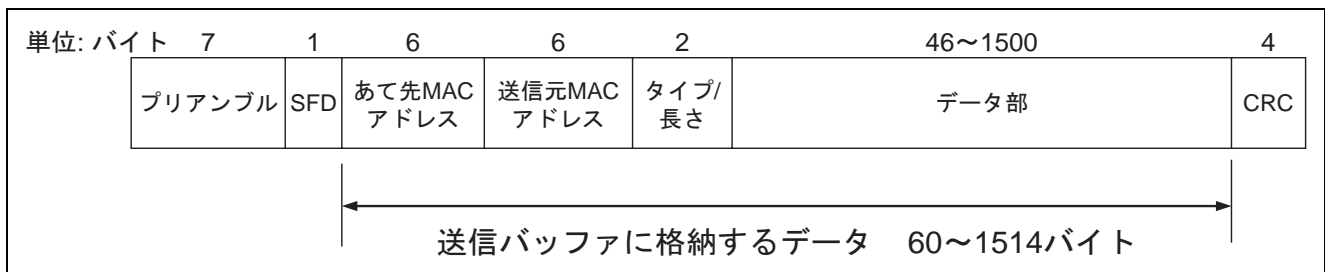 単位: バイト 7 1 6 6 2 46～1500 4
プリアンブル SFD あて先MAC アドレス 送信元MAC アドレス タイプ/ 長さ データ部 CRC
送信バッファに格納するデータ 60～1514バイト